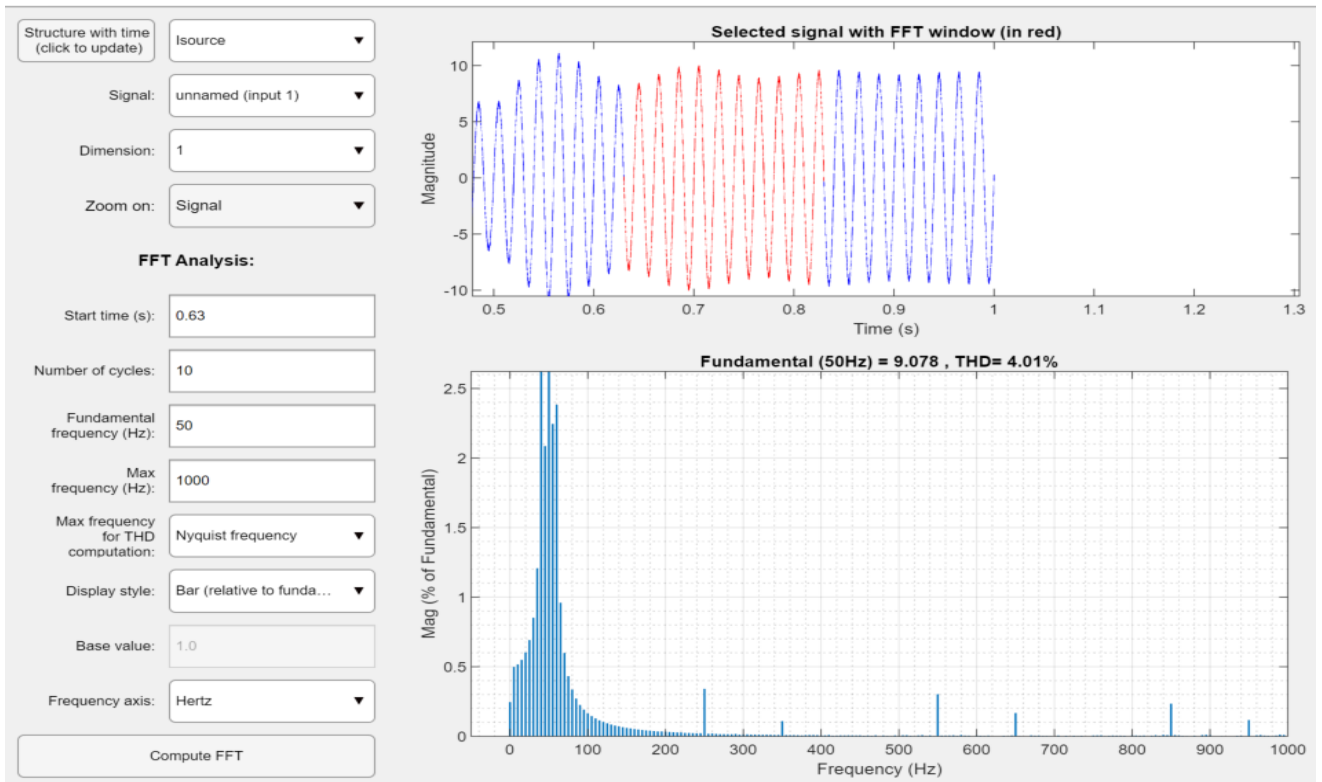 Structure with time
(click to update)
Isource
Signal:
unnamed (input 1)
Dimension:
1
Zoom on:
Signal
FFT Analysis:
Start time (s):
0.63
Number of cycles:
10
Fundamental
frequency (Hz):
50
Max
frequency (Hz):
1000
Max frequency
for THD
computation:
Nyquist frequency
Display style:
Bar (relative to funda...
Base value:
1.0
Frequency axis:
Hertz
Compute FFT
Selected signal with FFT window (in red)
Magnitude
10
5
0
-5
-10
0.5
0.6
0.7
0.8
0.9
1
1.1
1.2
1.3
Time (s)
Fundamental (50Hz) = 9.078 , THD= 4.01%
Mag (% of Fundamental)
2.5
2
1.5
1
0.5
0
0
100
200
300
400
500
600
700
800
900
1000
Frequency (Hz)